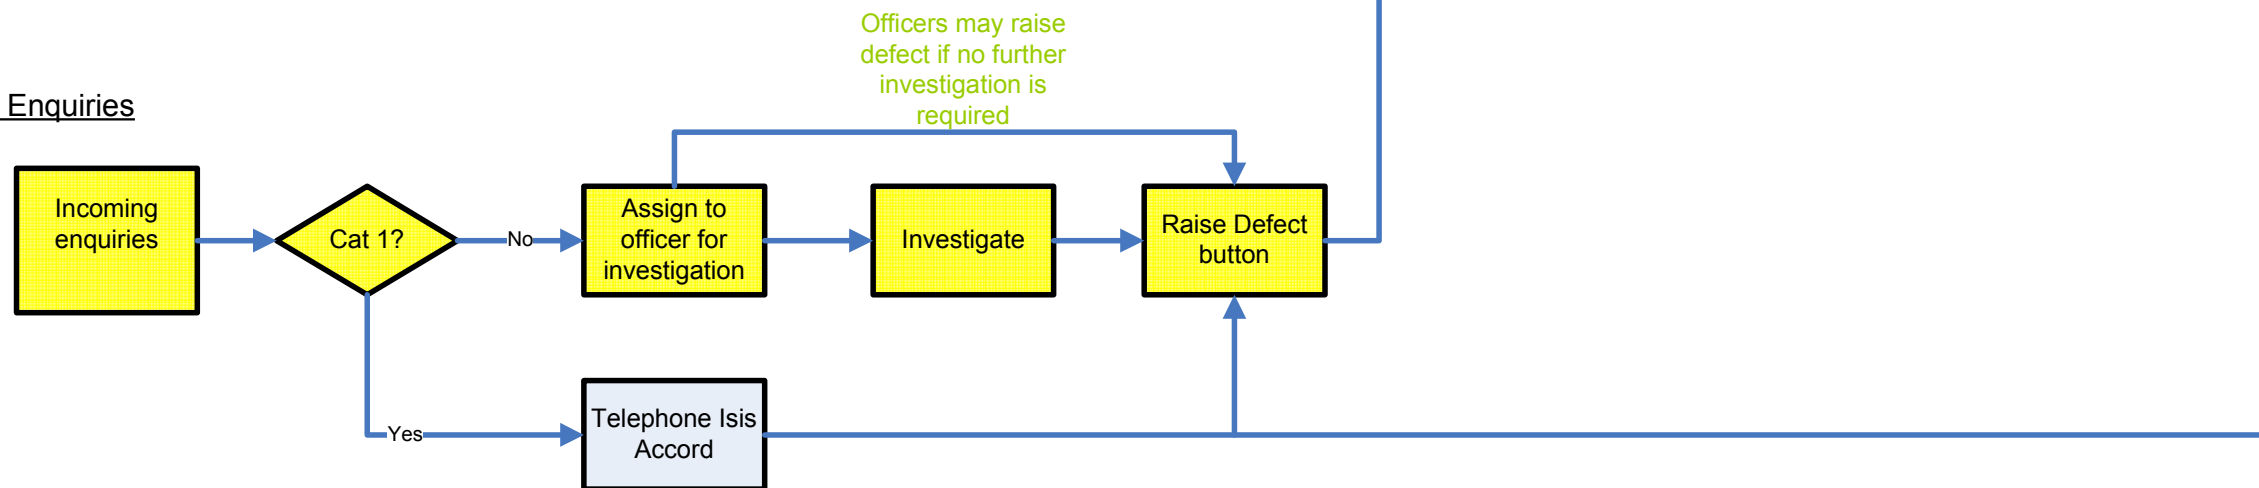 Officers may raise
defect if no further
investigation is
required
Enquiries
Incoming
enquiries
Cat 1?
No
Assign to
officer for
investigation
Investigate
Raise Defect
button
Yes
Telephone Isis
Accord